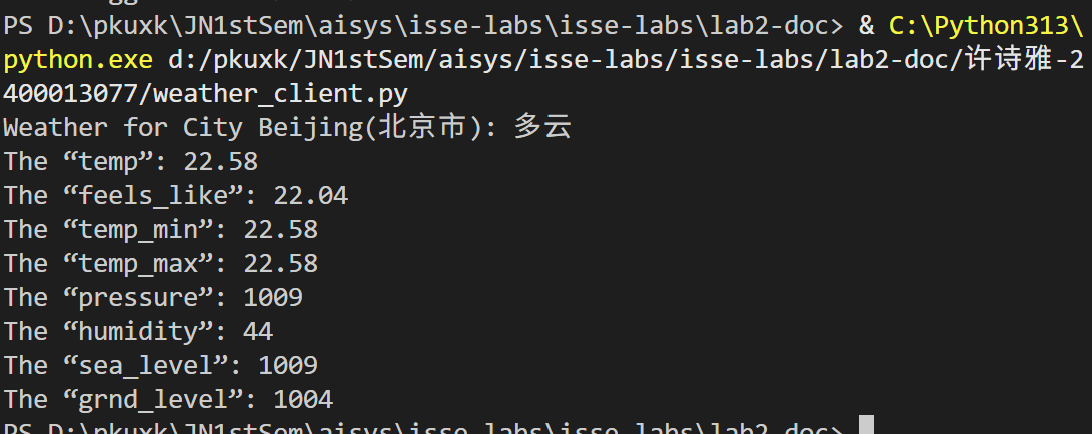 PS D:\pkuxk\JN1stSem\aisys\isse-labs\isse-labs\lab2-doc> & C:\Python313\
python.exe d:/pkuxk/JN1stSem/aisys/isse-labs/isse-labs/lab2-doc/许诗雅-2
400013077/weather_client.py
Weather for City Beijing(北京市): 多云
The “temp”: 22.58
The “feels_like”: 22.04
The “temp_min”: 22.58
The “temp_max”: 22.58
The “pressure”: 1009
The “humidity”: 44
The “sea_level”: 1009
The “grnd_level”: 1004
PS D:\pkuxk\JN1stSem\aisys\isse-labs\isse-labs\lab2-doc>